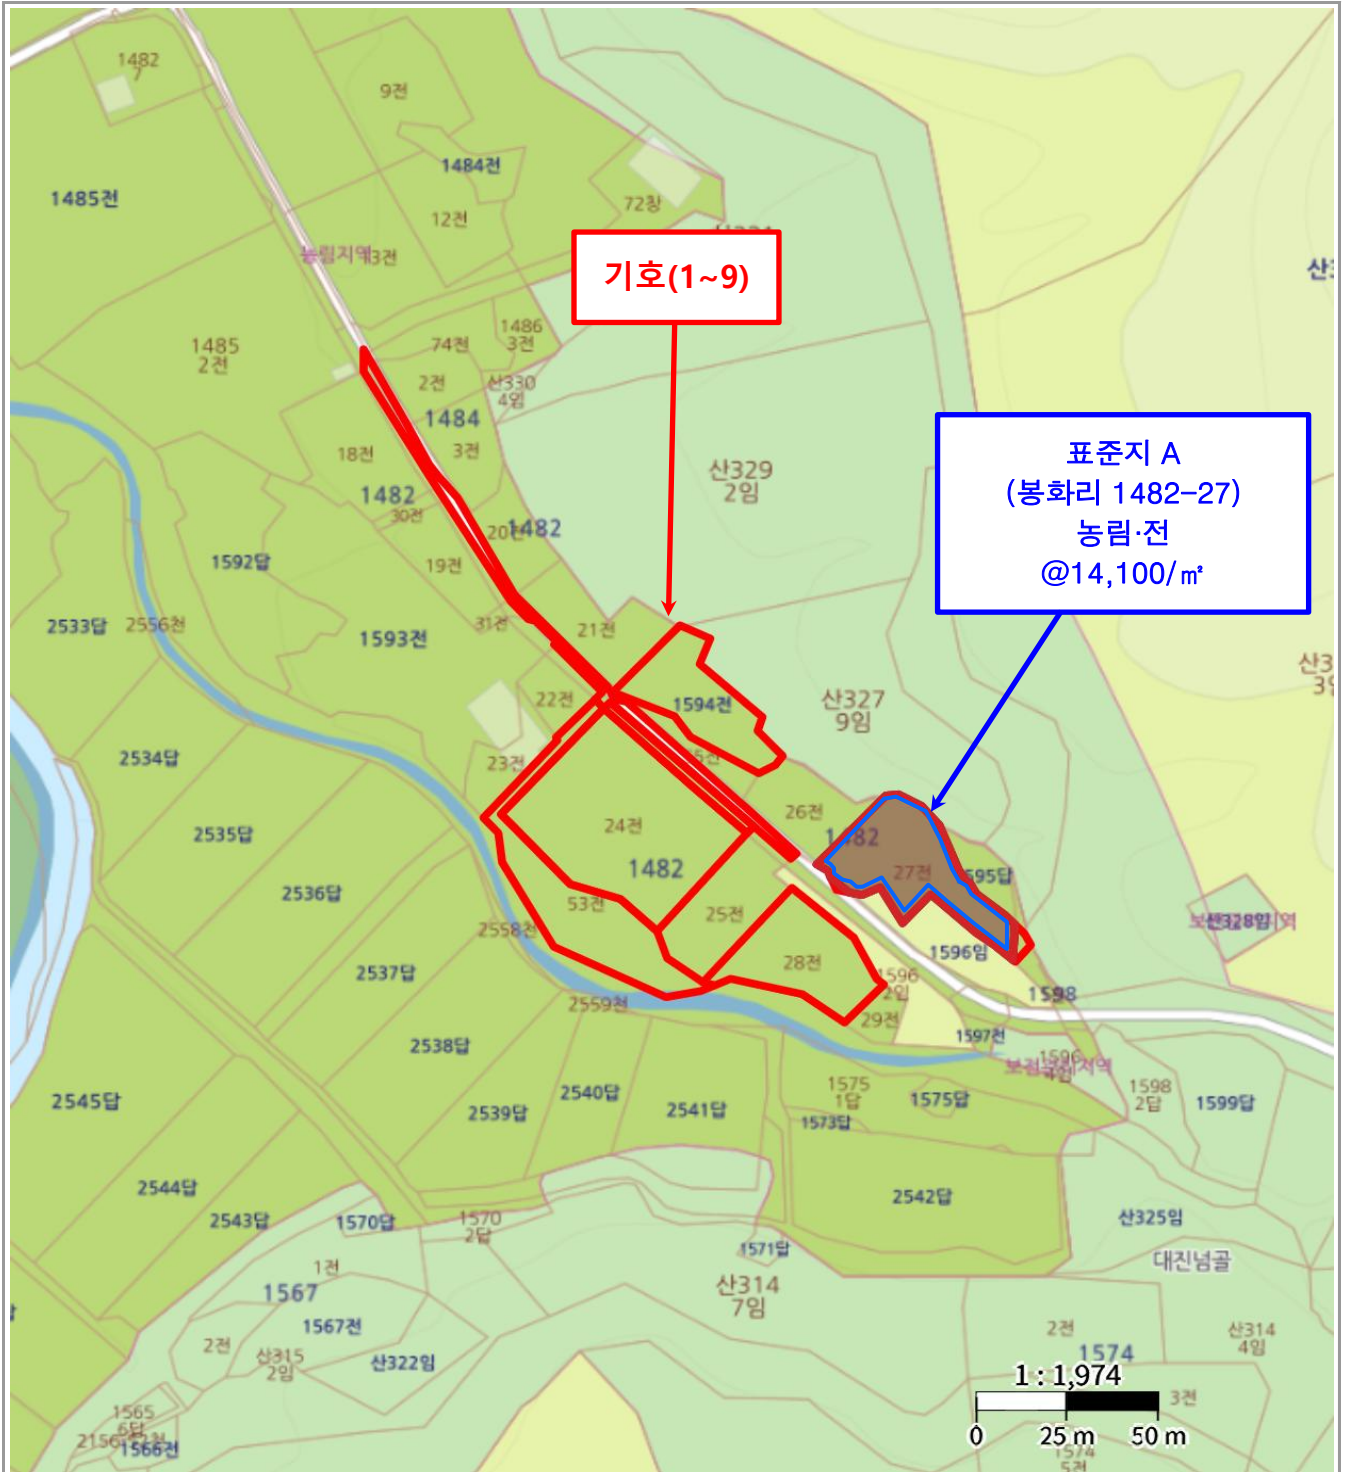 1482
7
9전
1484전
1485전
12전
72창
농림지역
3전
산
기호(1~9)
1486
3전
74전
1485
2전
2전
산330
4임
1484
3전
18전
1482
30전
20전
1482
산329
2임
표준지 A
(봉화리 1482-27)
농림·전
@14,100/㎡
1592답
19전
2533답
2556천
1593전
31전
21전
22전
1594전
산327
9임
2534답
23전
26전
24전
1482
2535답
1482
27전
595답
2536답
53전
25전
2558천
1596임
28전
2537답
1596
2임
1598
2559천
29전
1597전
2538답
1575
1답
1575답
1598
2답
1599답
2545답
2540답
2539답
2541답
1573답
2544답
2542답
2543답
1570답
1570
2답
산325임
1571답
대진넘골
1전
1567
산314
7임
1567전
2전
산315
2임
산322임
2전
1574
산314
4임
1 : 1,974
3전
0 25 m 50 m
1565
6답
1566전
1574
5전